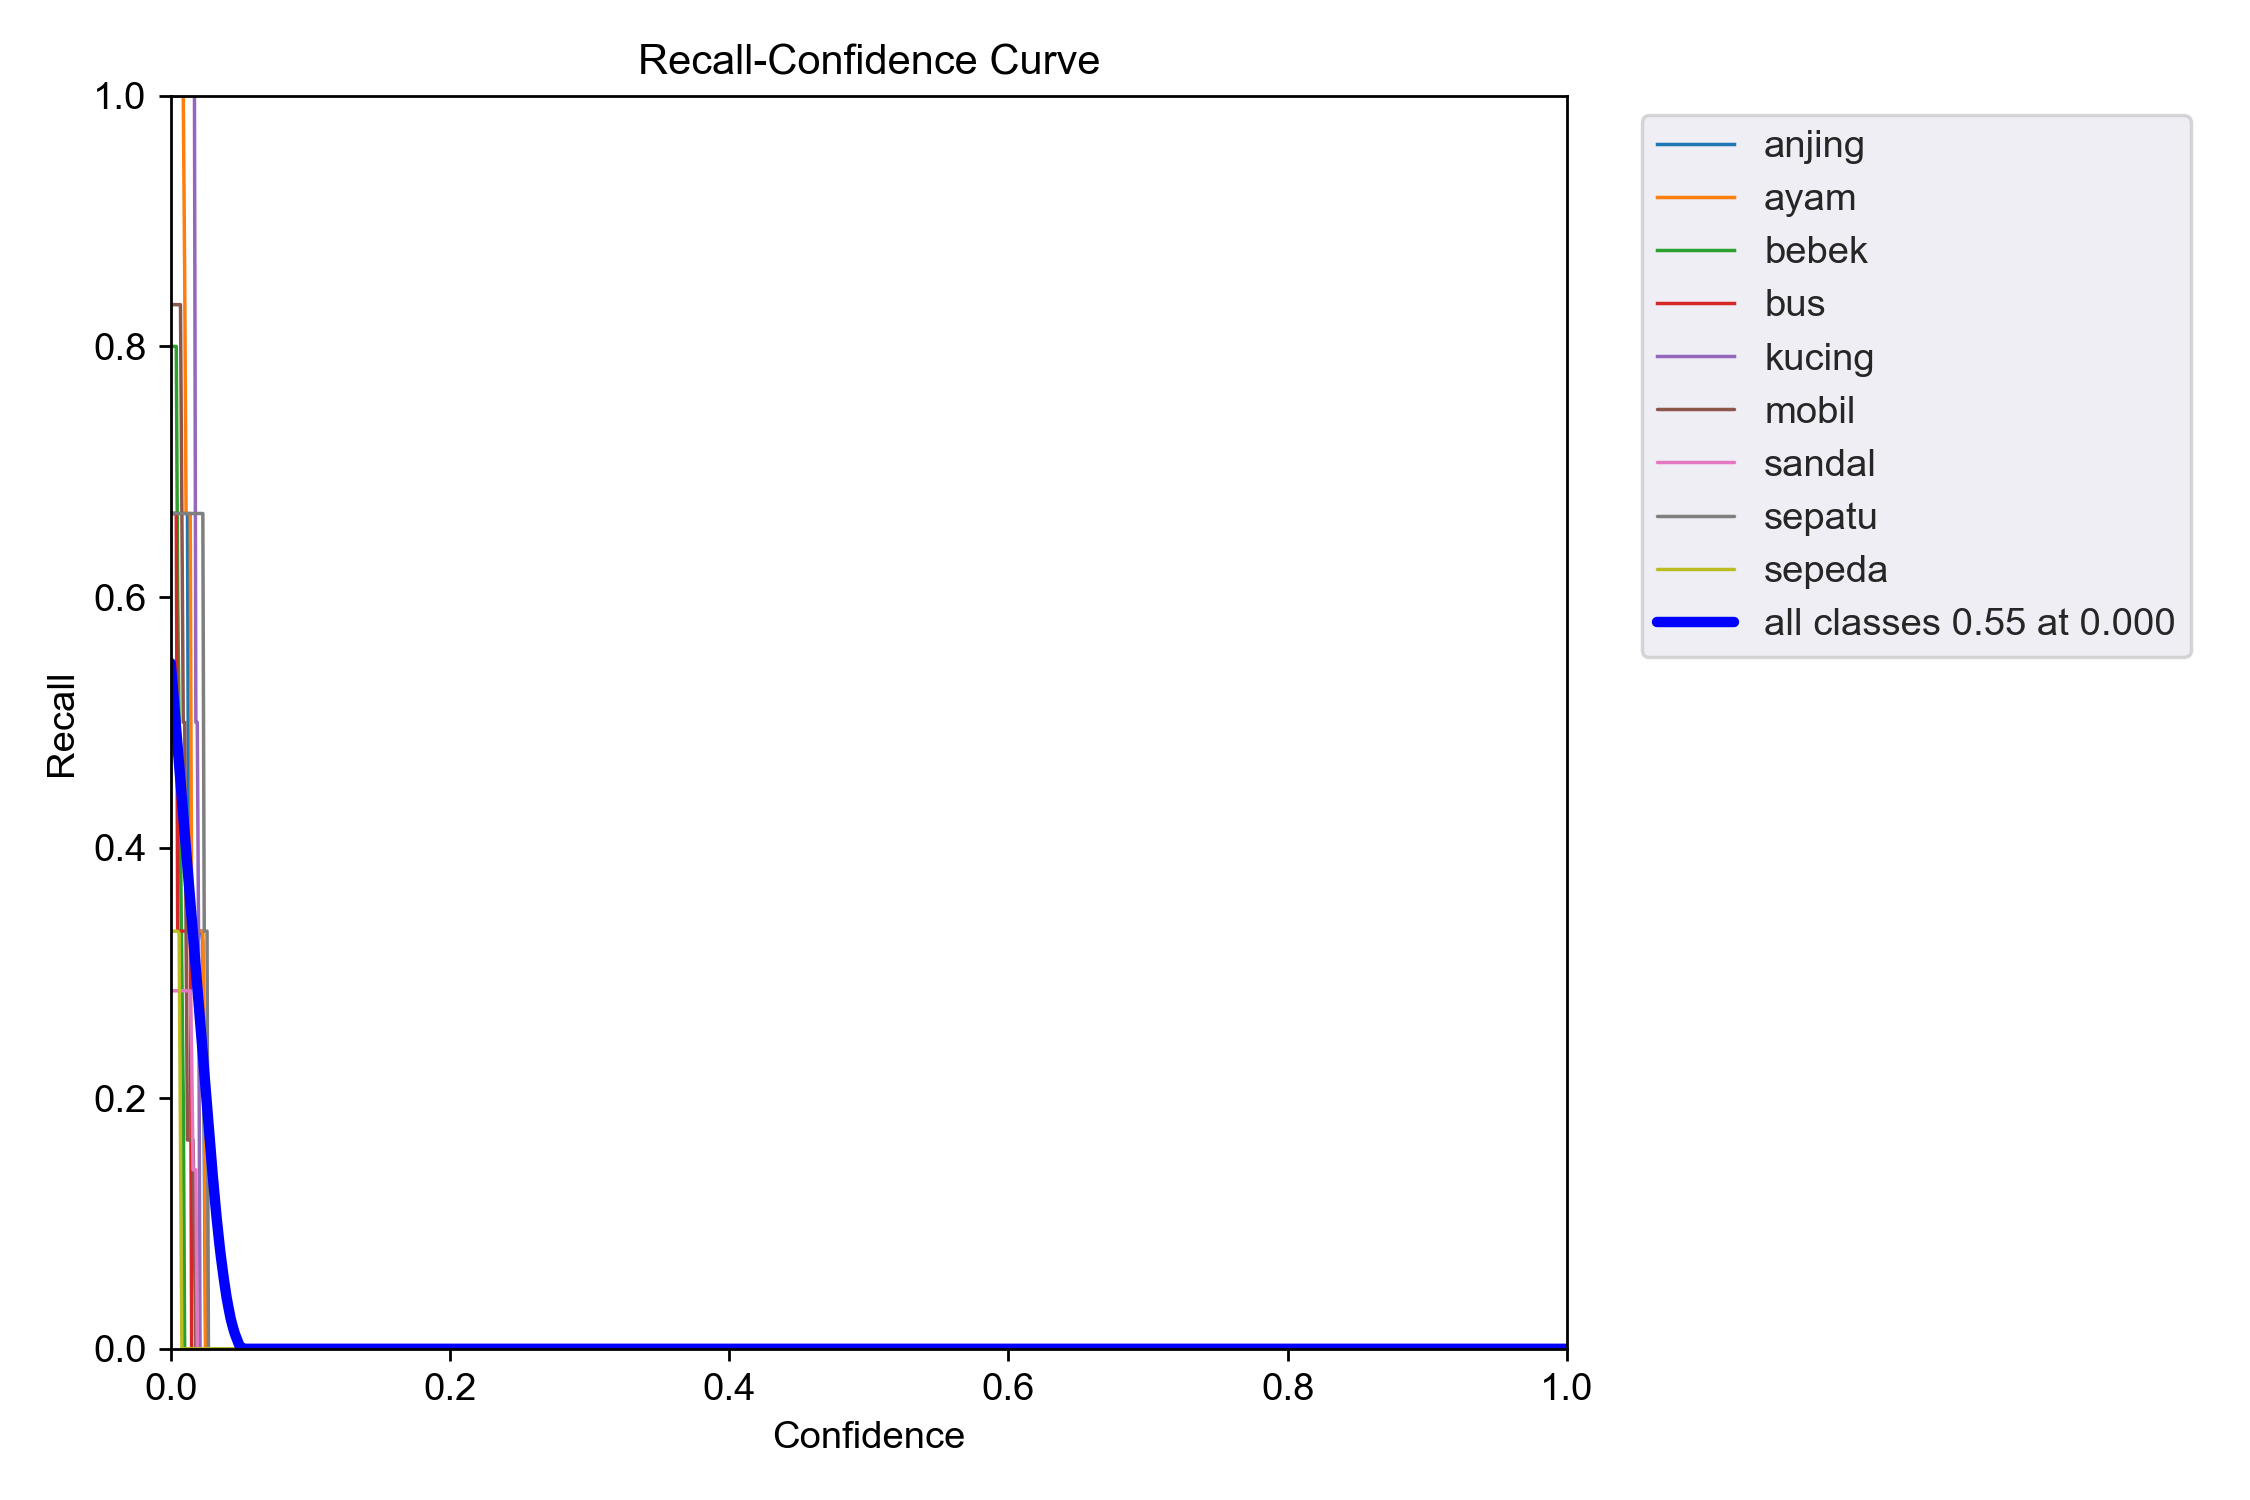 Recall-Confidence Curve
1.0
0.8
0.6
0.4
0.2
0.0
Recall
0.0 0.2 0.4 0.6 0.8 1.0
Confidence
anjing
ayam
bebek
bus
kucing
mobil
sandal
sepatu
sepeda
all classes 0.55 at 0.000